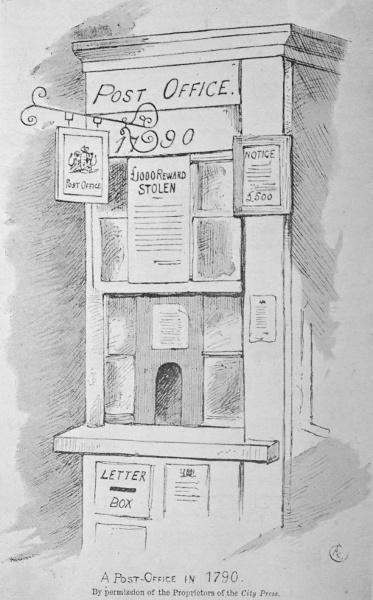 POST OFFICE.
1790
POST OFFICE
£1000 REWARD
STOLEN
NOTICE
£500
LETTER
BOX
A POST-OFFICE IN 1790.
By permission of the Proprietors of the City Press.